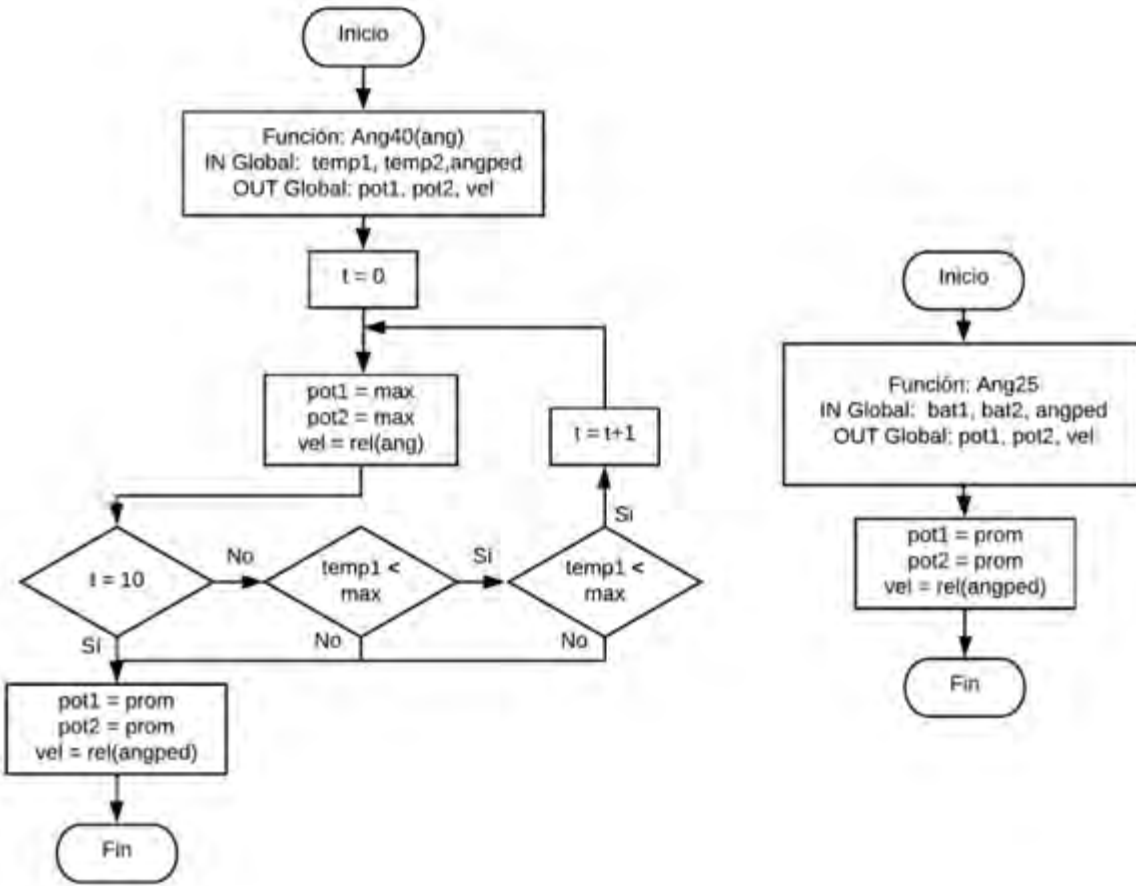 Inicio
Función: Ang40(ang)
IN Global: temp1, temp2,angped
OUT Global: pot1, pot2, vel
t = 0
pot1 = max
pot2 = max
vel = rel(ang)
t = t+1
Sí
t = 10
No
temp1 <
max
Sí
temp1 <
max
Sí
No
No
pot1 = prom
pot2 = prom
vel = rel(angped)
Fin
Inicio
Función: Ang25
IN Global: bat1, bat2, angped
OUT Global: pot1, pot2, vel
pot1 = prom
pot2 = prom
vel = rel(angped)
Fin